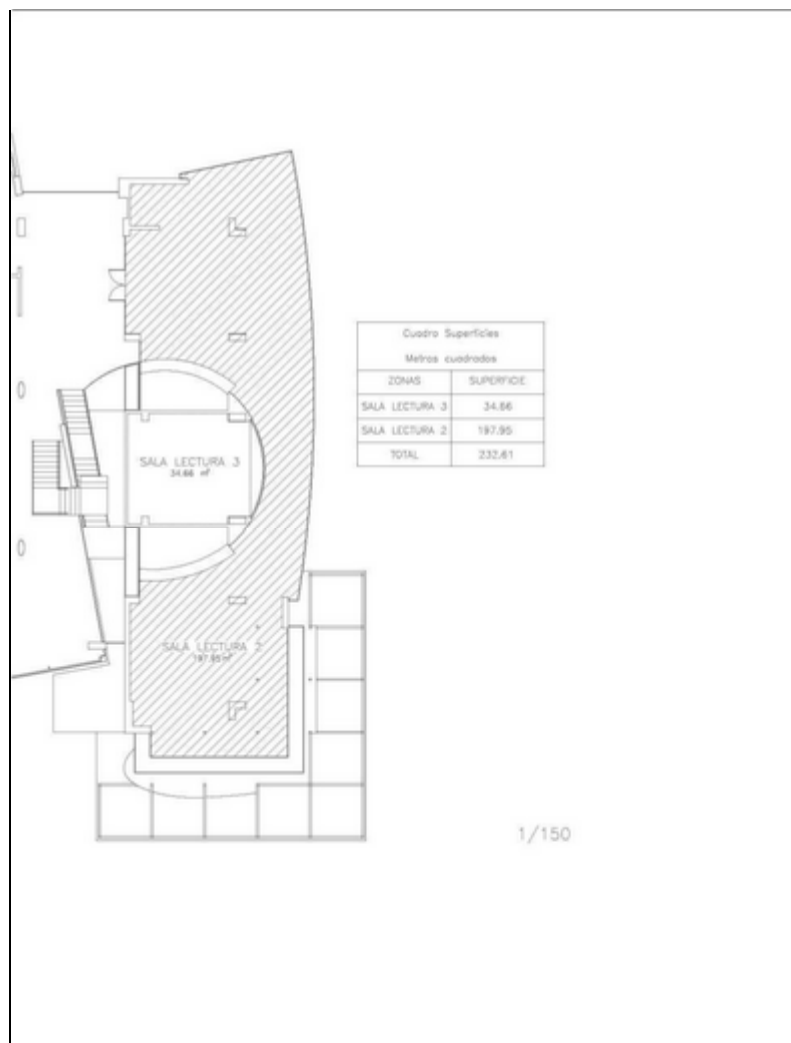 Cuadro Superficies
Metros cuadrados
ZONAS SUPERFICIE
SALA LECTURA 3 34.66
SALA LECTURA 2 197.95
TOTAL 232.61
SALA LECTURA 3
34.66 m²
SALA LECTURA 2
197.95 m²
1/150